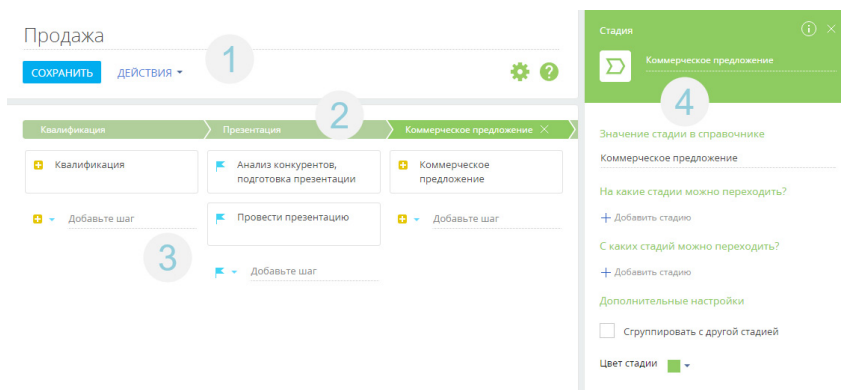 Продажа
СОХРАНИТЬ ДЕЙСТВИЯ
1
2
Квалификация Презентация Коммерческое предложение
Квалификация
Анализ конкурентов,
подготовка презентации
Коммерческое
предложение
Добавьте шаг
Провести презентацию
Добавьте шаг
3
Добавьте шаг
Стадия
Коммерческое предложение
4
Значение стадии в справочнике
Коммерческое предложение
На какие стадии можно переходить?
+ Добавить стадию
С каких стадий можно переходить?
+ Добавить стадию
Дополнительные настройки
Сгруппировать с другой стадией
Цвет стадии